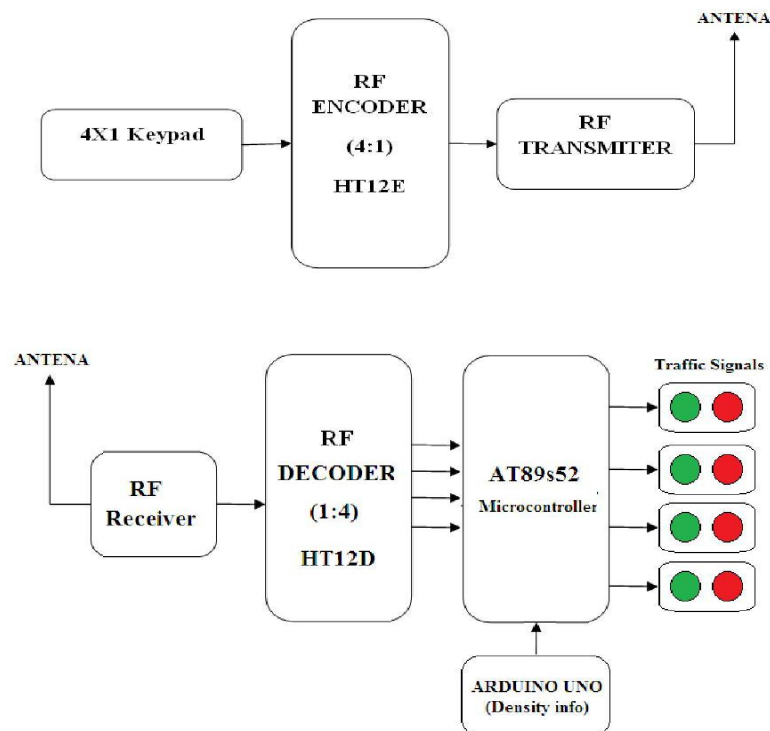 ANTENA
4X1 Keypad
RF
ENCODER
(4:1)
HT12E
RF
TRANSMITER
ANTENA
RF
Receiver
RF
DECODER
(1:4)
HT12D
AT89s52
Microcontroller
Traffic Signals
ARDUINO UNO
(Density info)